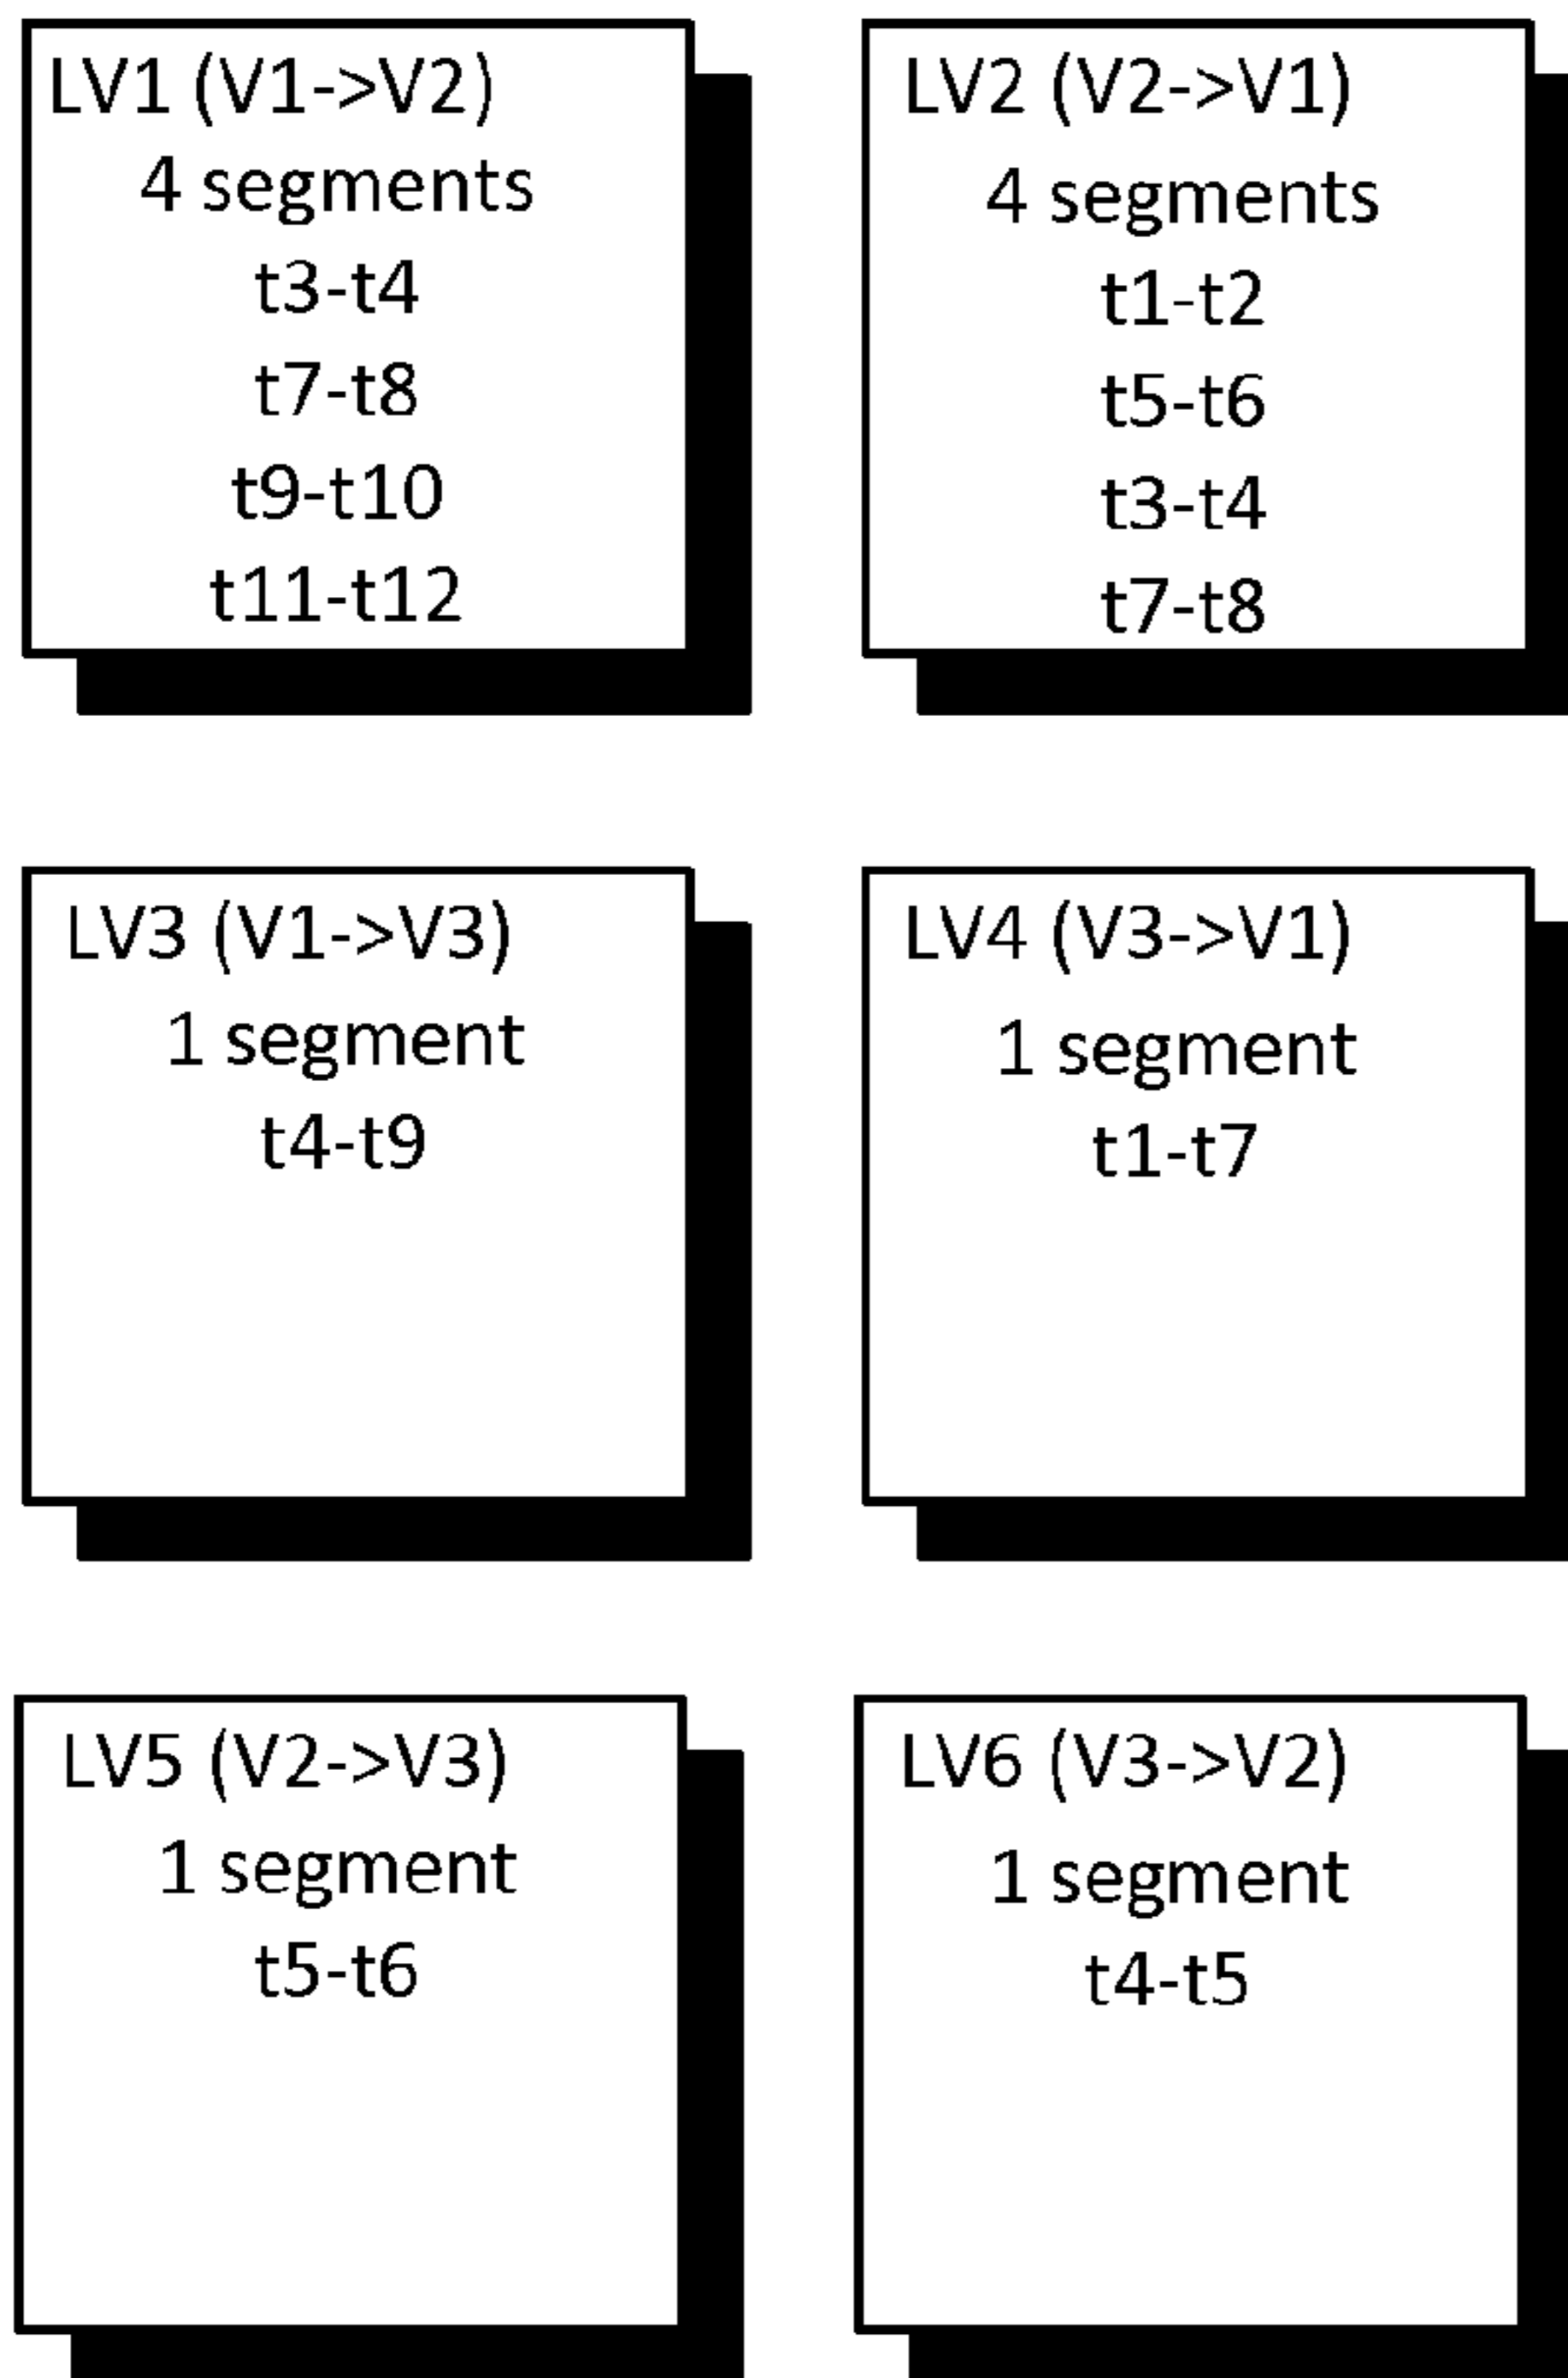 LV1 (V1->V2)
4 segments
t3-t4
t7-t8
t9-t10
t11-t12
LV2 (V2->V1)
4 segments
t1-t2
t5-t6
t3-t4
t7-t8
LV3 (V1->V3)
1 segment
t4-t9
LV4 (V3->V1)
1 segment
t1-t7
LV5 (V2->V3)
1 segment
t5-t6
LV6 (V3->V2)
1 segment
t4-t5